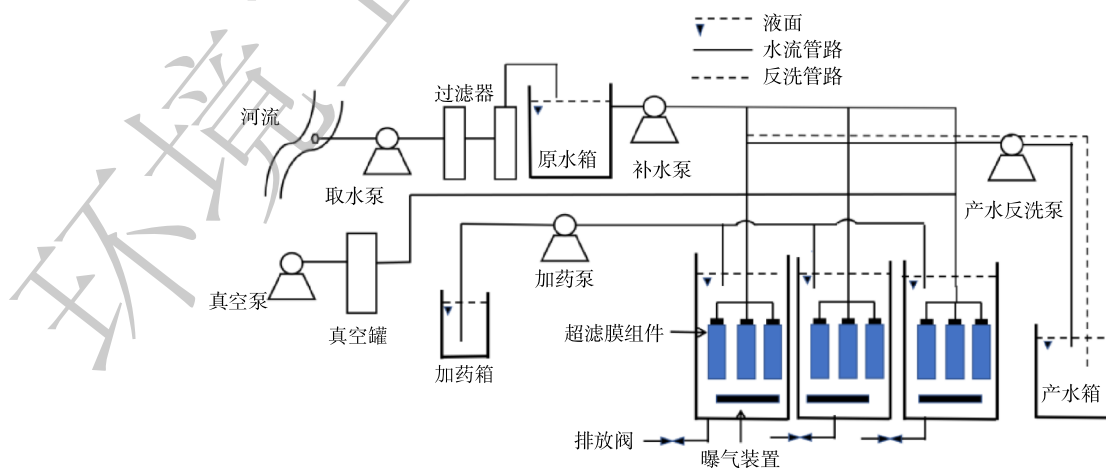 液面
水流管路
反洗管路
河流
过滤器
取水泵
原水箱
补水泵
产水反洗泵
真空泵
真空罐
加药泵
加药箱
超滤膜组件
产水箱
排放阀
曝气装置
环境工